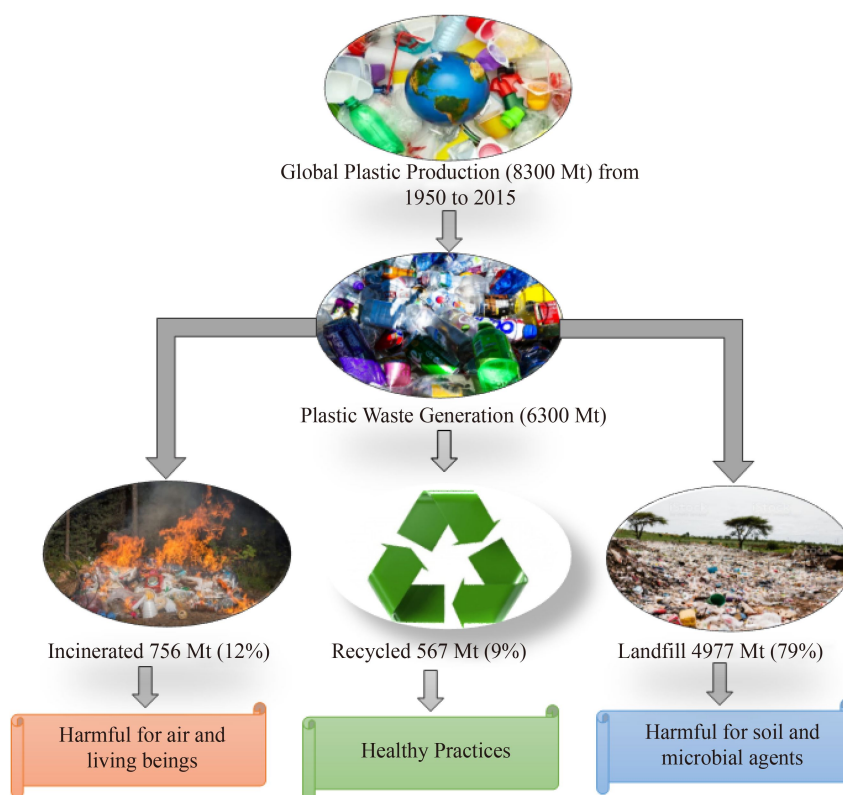 Global Plastic Production (8300 Mt) from
1950 to 2015
Plastic Waste Generation (6300 Mt)
Incinerated 756 Mt (12%)
Recycled 567 Mt (9%)
Landfill 4977 Mt (79%)
Harmful for air and
living beings
Healthy Practices
Harmful for soil and
microbial agents